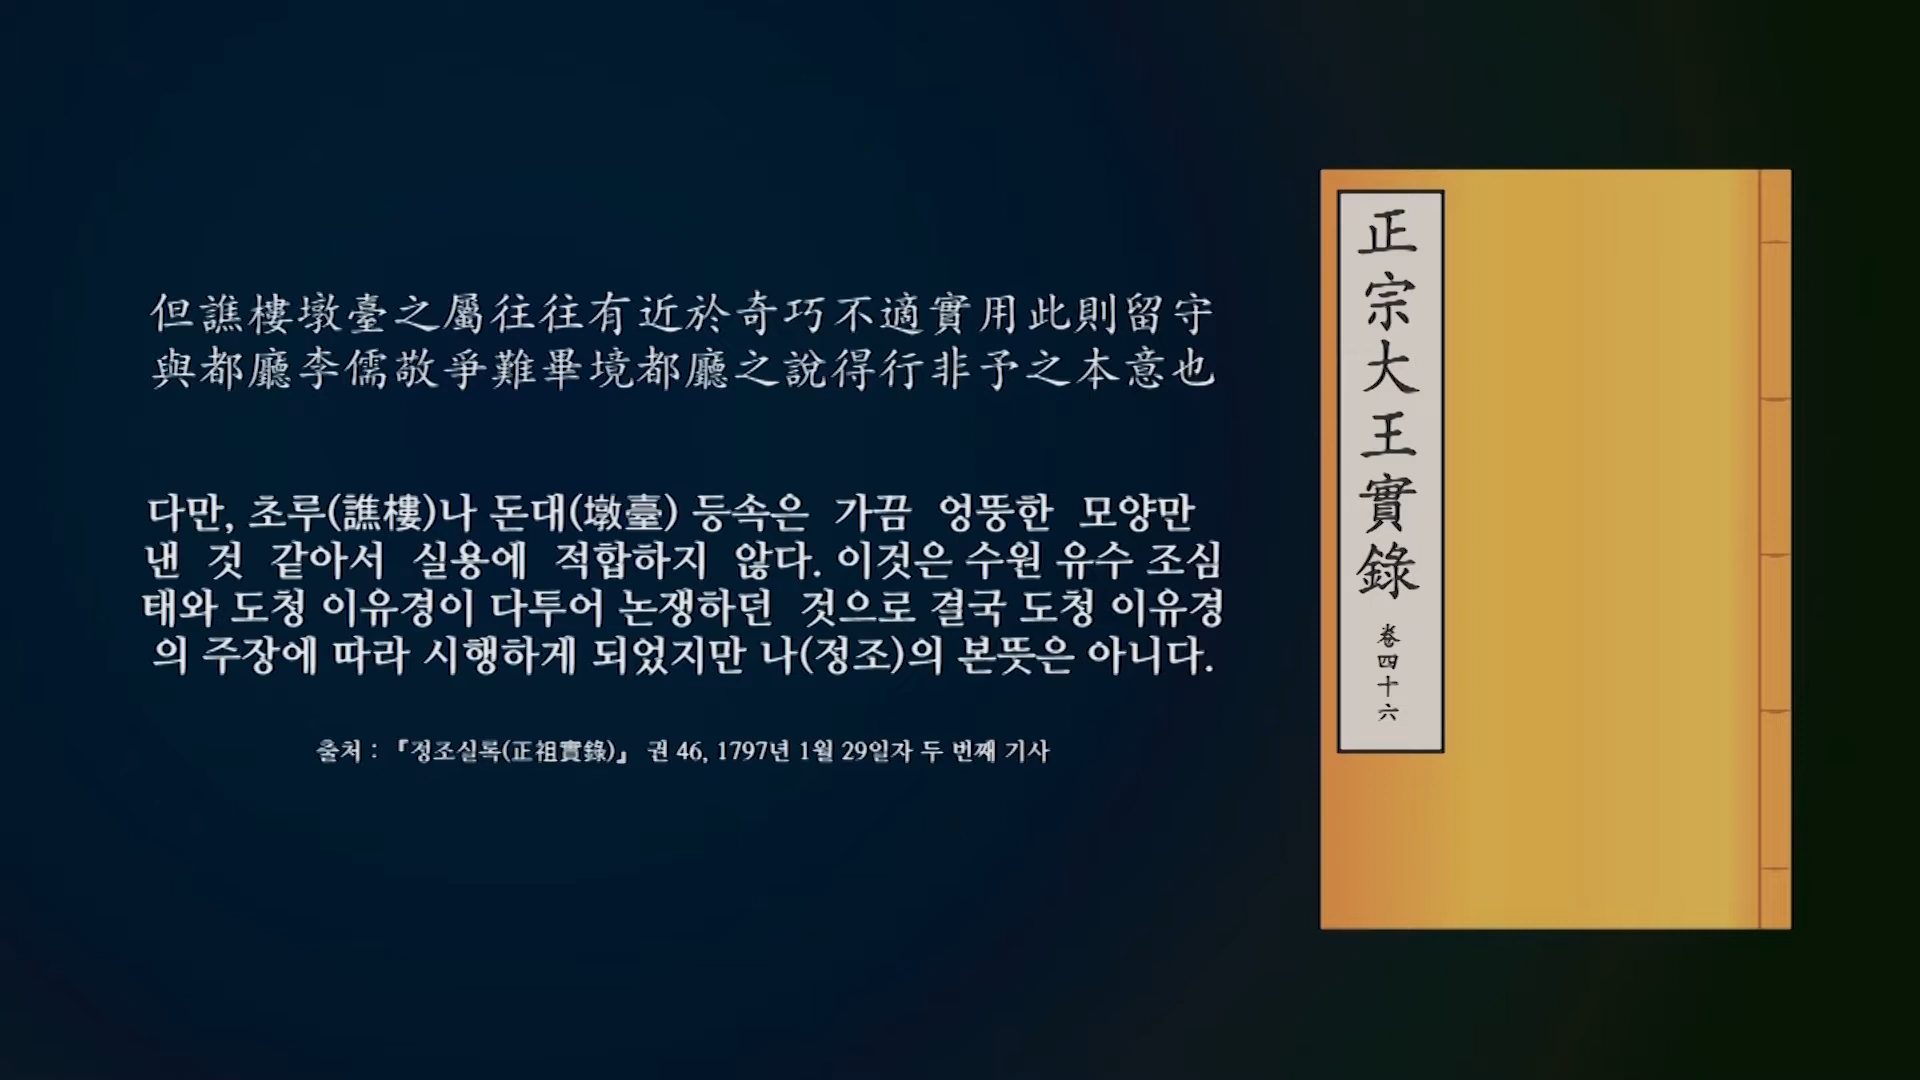 但譙樓墩臺之屬往往有近於奇巧不適實用此則留守
與都廳李儒敬爭難畢境都廳之說得行非予之本意也
다만, 초루(譙樓)나 돈대(墩臺) 등속은 가끔 엉뚱한 모양만
낸 것 같아서 실용에 적합하지 않다. 이것은 수원 유수 조심
태와 도청 이유경이 다투어 논쟁하던 것으로 결국 도청 이유경
의 주장에 따라 시행하게 되었지만 나(정조)의 본뜻은 아니다.
출처 : 『정조실록(正祖實錄)』 권 46, 1797년 1월 29일자 두 번째 기사
正宗大王實錄 卷四十六